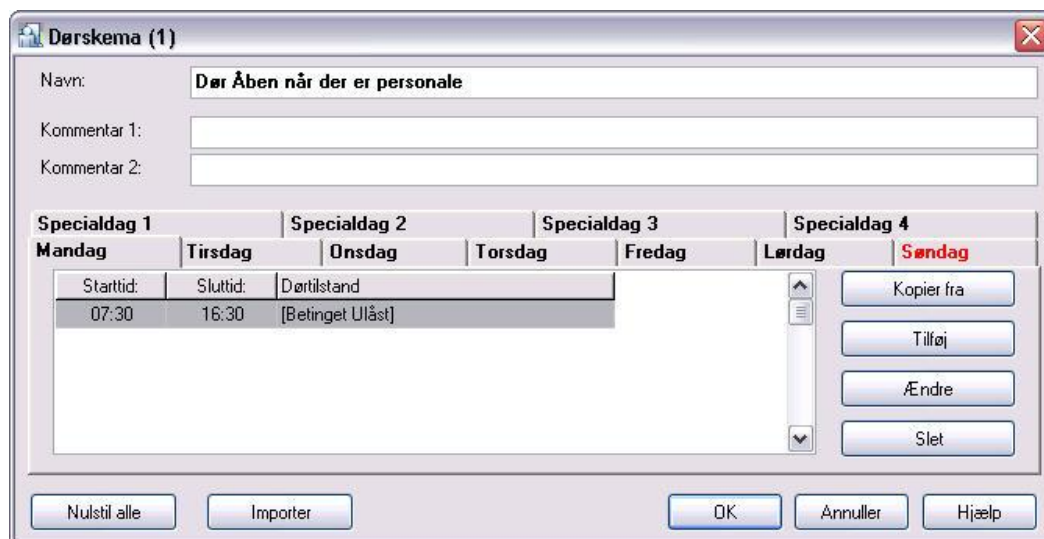 Dørskema (1)
Navn: Dør Åben når der er personale
Kommentar 1:
Kommentar 2:
Specialdag 1 Specialdag 2 Specialdag 3 Specialdag 4
Mandag Tirsdag Onsdag Torsdag Fredag Lørdag Søndag
Starttid: Sluttid: Dørtilstand Kopier fra
07:30 16:30 [Betinget Ulåst]
Tilføj
Ændre
Slet
Nulstil alle Importer OK Annuller Hjælp